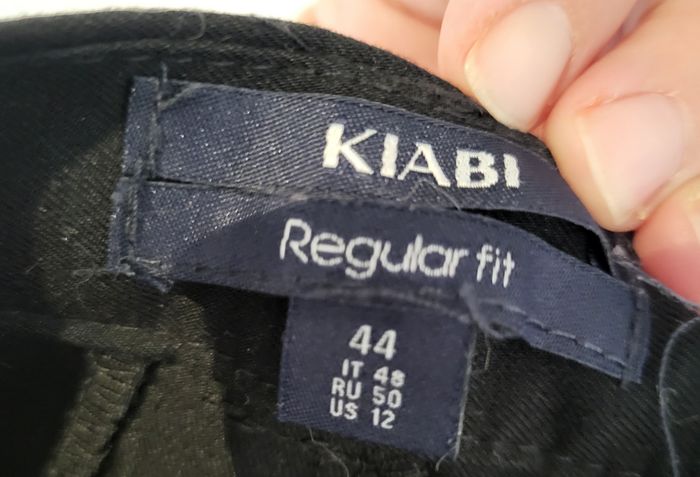 KIABI
Regular fit
44
IT 48
RU 50
US 12